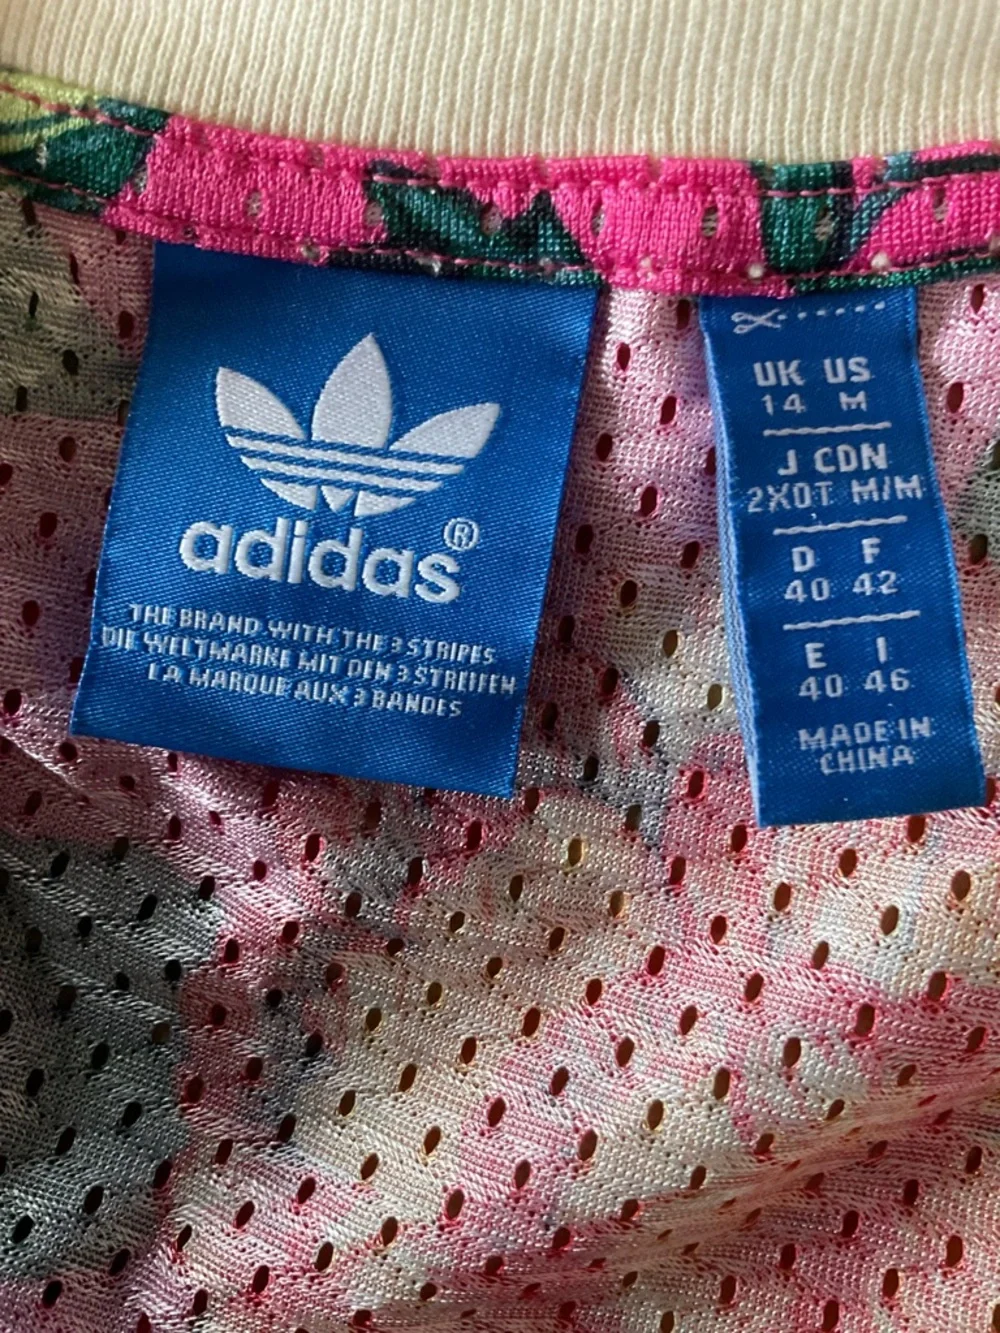 adidas®
THE BRAND WITH THE 3 STRIPES
DIE WELTMARKE MIT DEN 3 STREIFEN
LA MARQUE AUX 3 BANDES
UK US
14 M
J CDN
2XOT M/M
D F
40 42
E I
40 46
MADE IN
CHINA